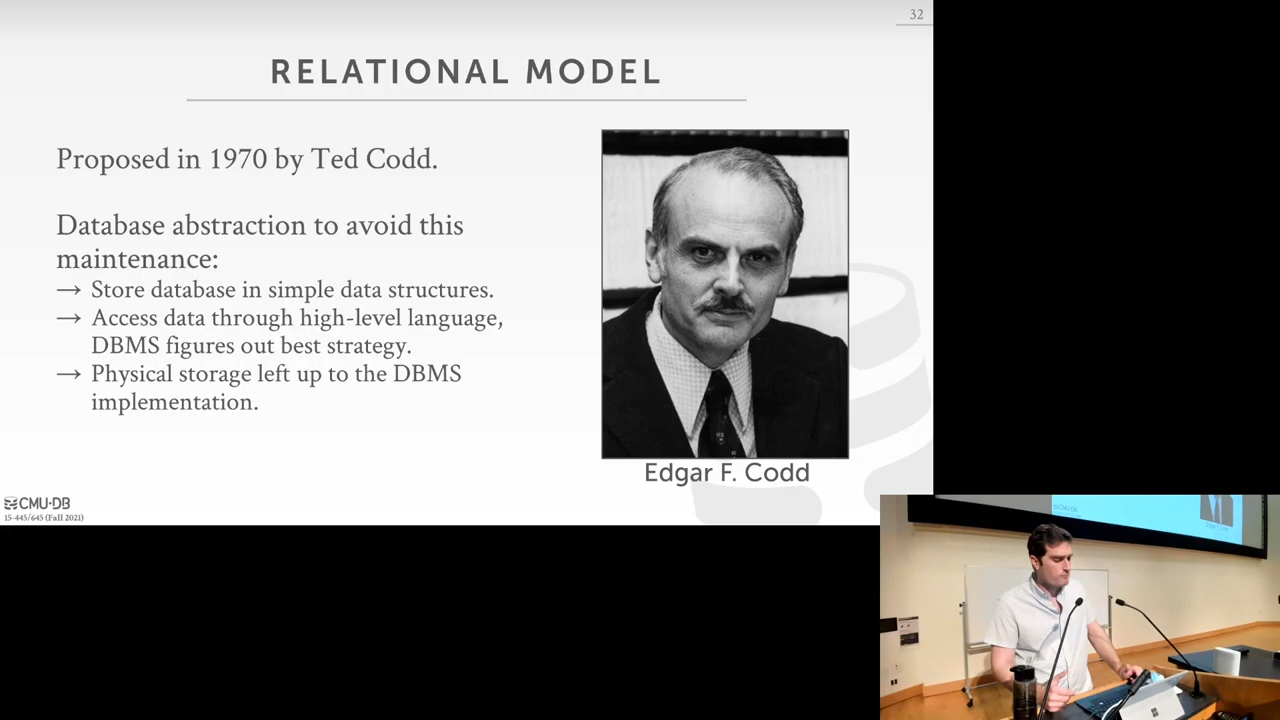 32
RELATIONAL MODEL
Proposed in 1970 by Ted Codd.
Database abstraction to avoid this
maintenance:
→ Store database in simple data structures.
→ Access data through high-level language,
DBMS figures out best strategy.
→ Physical storage left up to the DBMS
implementation.
Edgar F. Codd
CMU·DB
15-445/645 (Fall 2021)